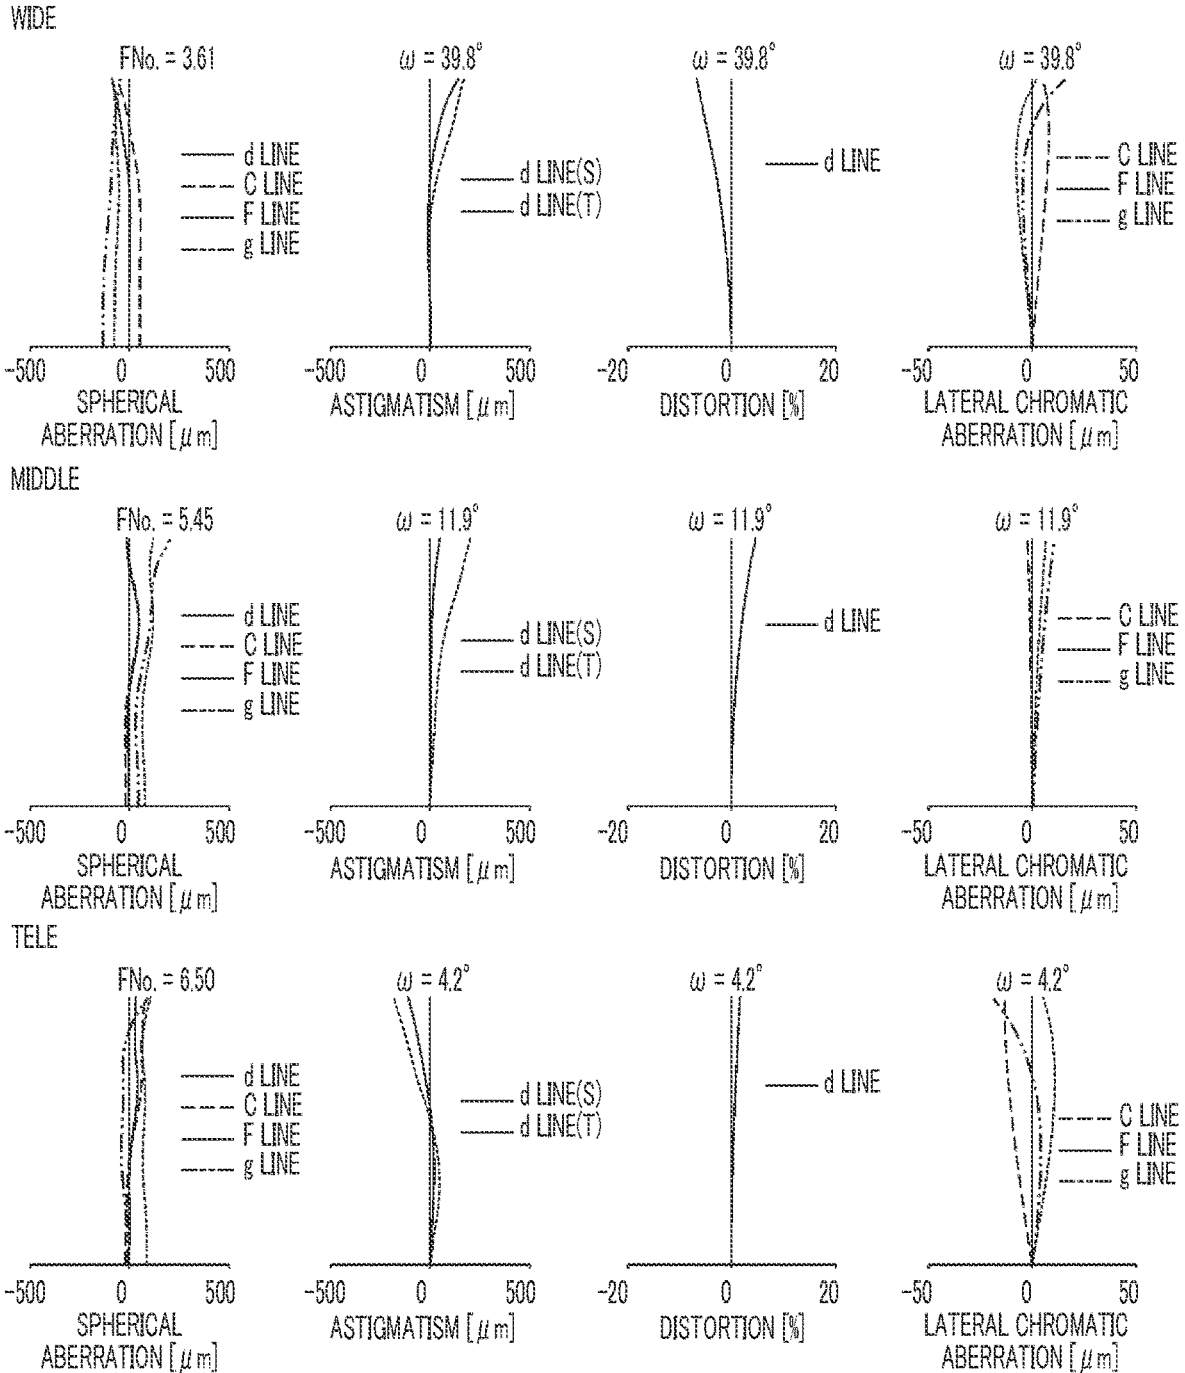 WIDE
FNo. = 3.61
ω = 39.8°
ω = 39.8°
ω = 39.8°
d LINE
C LINE
F LINE
g LINE
d LINE(S)
d LINE(T)
d LINE
C LINE
F LINE
g LINE
-500 0 500
-500 0 500
-20 0 20
-50 0 50
SPHERICAL
ABERRATION [μm]
ASTIGMATISM [μm]
DISTORTION [%]
LATERAL CHROMATIC
ABERRATION [μm]
MIDDLE
FNo. = 5.45
ω = 11.9°
ω = 11.9°
ω = 11.9°
d LINE
C LINE
F LINE
g LINE
d LINE(S)
d LINE(T)
d LINE
C LINE
F LINE
g LINE
-500 0 500
-500 0 500
-20 0 20
-50 0 50
SPHERICAL
ABERRATION [μm]
ASTIGMATISM [μm]
DISTORTION [%]
LATERAL CHROMATIC
ABERRATION [μm]
TELE
FNo. = 6.50
ω = 4.2°
ω = 4.2°
ω = 4.2°
d LINE
C LINE
F LINE
g LINE
d LINE(S)
d LINE(T)
d LINE
C LINE
F LINE
g LINE
-500 0 500
-500 0 500
-20 0 20
-50 0 50
SPHERICAL
ABERRATION [μm]
ASTIGMATISM [μm]
DISTORTION [%]
LATERAL CHROMATIC
ABERRATION [μm]